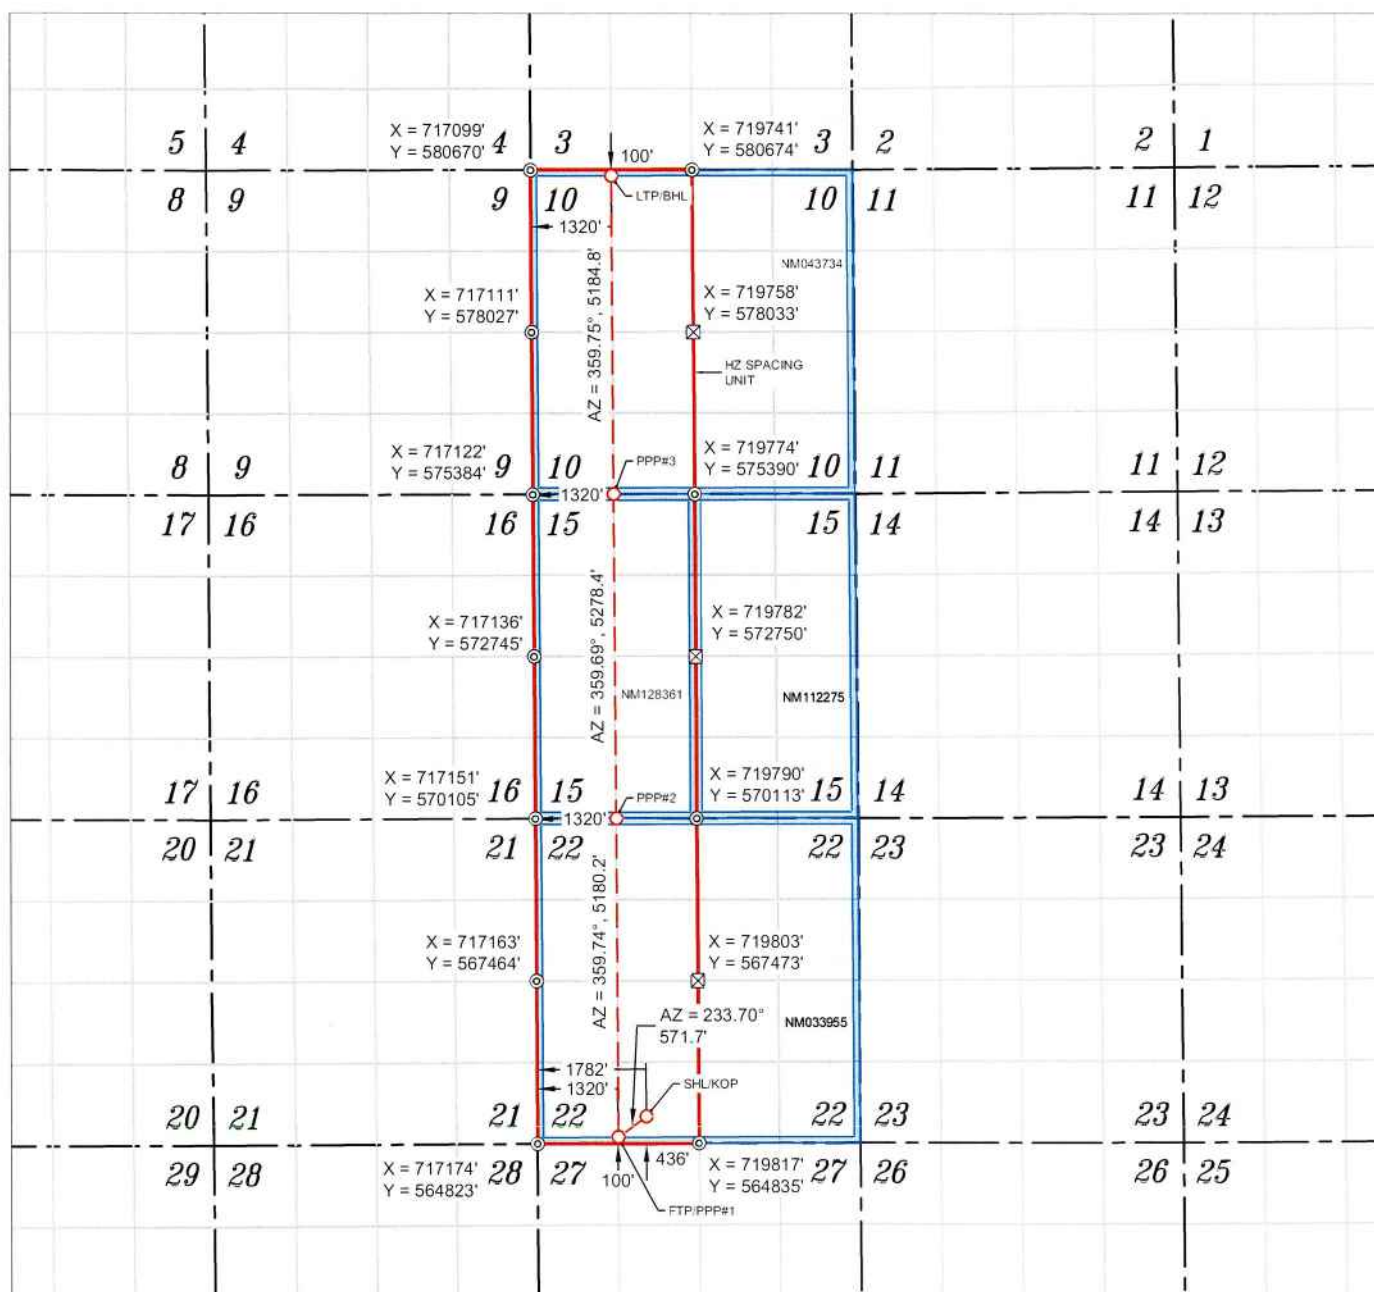 X = 717099'
Y = 580670'
X = 719741'
Y = 580674'
5 4
4 3
100'
3 2
2 1
8 9
9 10
LTP/BHL
10 11
11 12
1320'
AZ = 359.75°, 5184.8'
NM043734
X = 717111'
Y = 578027'
X = 719758'
Y = 578033'
HZ SPACING
UNIT
X = 717122'
Y = 575384'
X = 719774'
Y = 575390'
8 9
9 10
PPP#3
10 11
11 12
1320'
17 16
16 15
15 14
14 13
AZ = 359.69°, 5278.4'
X = 717136'
Y = 572745'
X = 719782'
Y = 572750'
NM128361
NM112275
X = 717151'
Y = 570105'
X = 719790'
Y = 570113'
17 16
16 15
PPP#2
15 14
14 13
1320'
20 21
21 22
22 23
23 24
AZ = 359.74°, 5180.2'
X = 717163'
Y = 567464'
X = 719803'
Y = 567473'
AZ = 233.70°
571.7'
NM033955
1782'
1320'
SHL/KOP
20 21
21 22
22 23
23 24
436'
100'
29 28
X = 717174'
Y = 564823'
28 27
X = 719817'
Y = 564835'
27 26
26 25
FTP/PPP#1